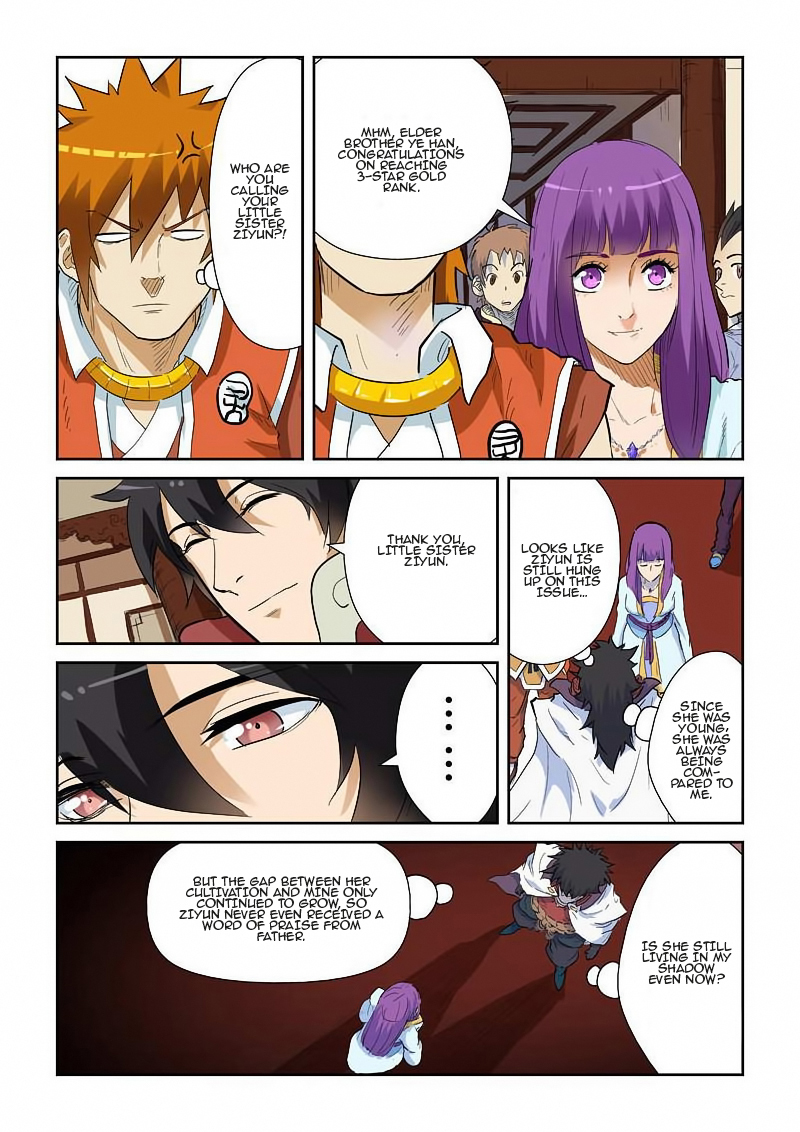 WHO ARE
YOU
CALLING
YOUR
LITTLE
SISTER
ZIYUN?!
MHM, ELDER
BROTHER YE HAN,
CONGRATULATIONS
ON REACHING
3-STAR GOLD
RANK.
THANK YOU,
LITTLE SISTER
ZIYUN.
LOOKS LIKE
ZIYUN IS
STILL HUNG
UP ON THIS
ISSUE...
SINCE
SHE WAS
YOUNG,
SHE WAS
ALWAYS
BEING
COM-
PARED TO
ME.
......
BUT THE GAP BETWEEN HER
CULTIVATION AND MINE ONLY
CONTINUED TO GROW, SO
ZIYUN NEVER EVEN RECEIVED A
WORD OF PRAISE FROM
FATHER.
IS SHE STILL
LIVING IN MY
SHADOW
EVEN NOW?